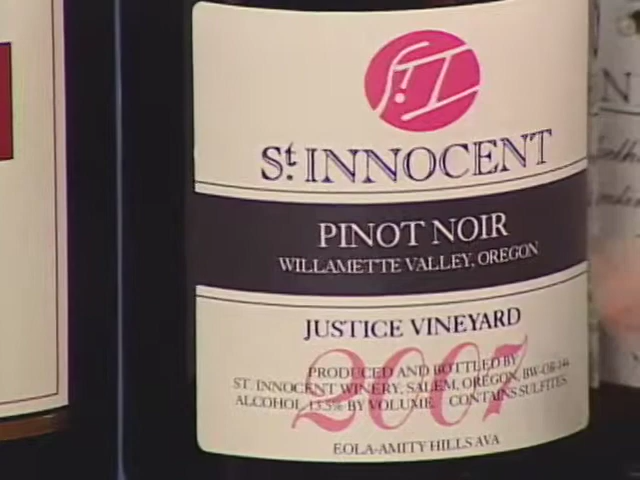 St. INNOCENT
PINOT NOIR
WILLAMETTE VALLEY, OREGON
JUSTICE VINEYARD
2007
PRODUCED AND BOTTLED BY
ST. INNOCENT WINERY, SALEM, OREGON, BW-OR-144
ALCOHOL 13.5% BY VOLUME CONTAINS SULFITES
EOLA-AMITY HILLS AVA